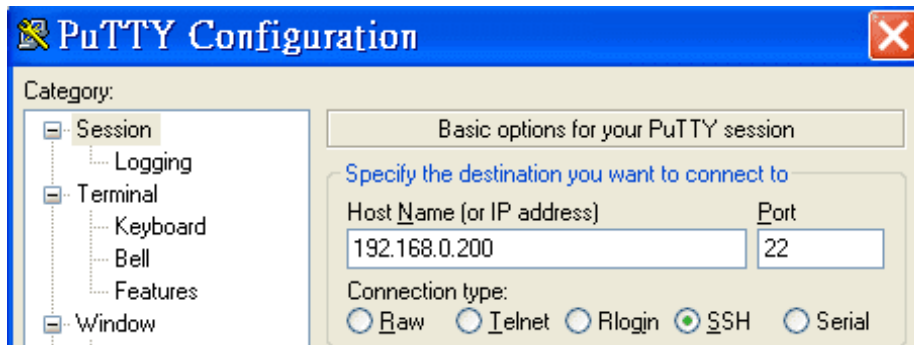 PuTTY Configuration
Category:
Session
Logging
Terminal
Keyboard
Bell
Features
Window
Basic options for your PuTTY session
Specify the destination you want to connect to
Host Name (or IP address) Port
192.168.0.200 22
Connection type:
Raw Telnet Rlogin SSH Serial